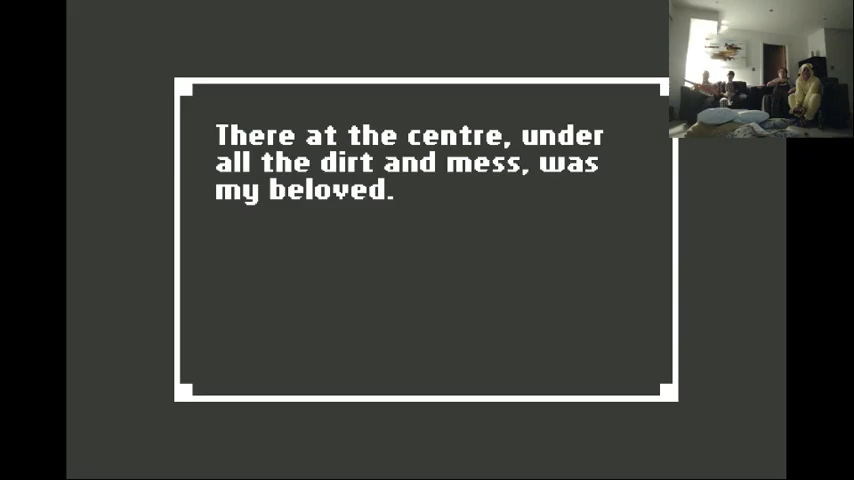 There at the centre, under
all the dirt and mess, was
my beloved.